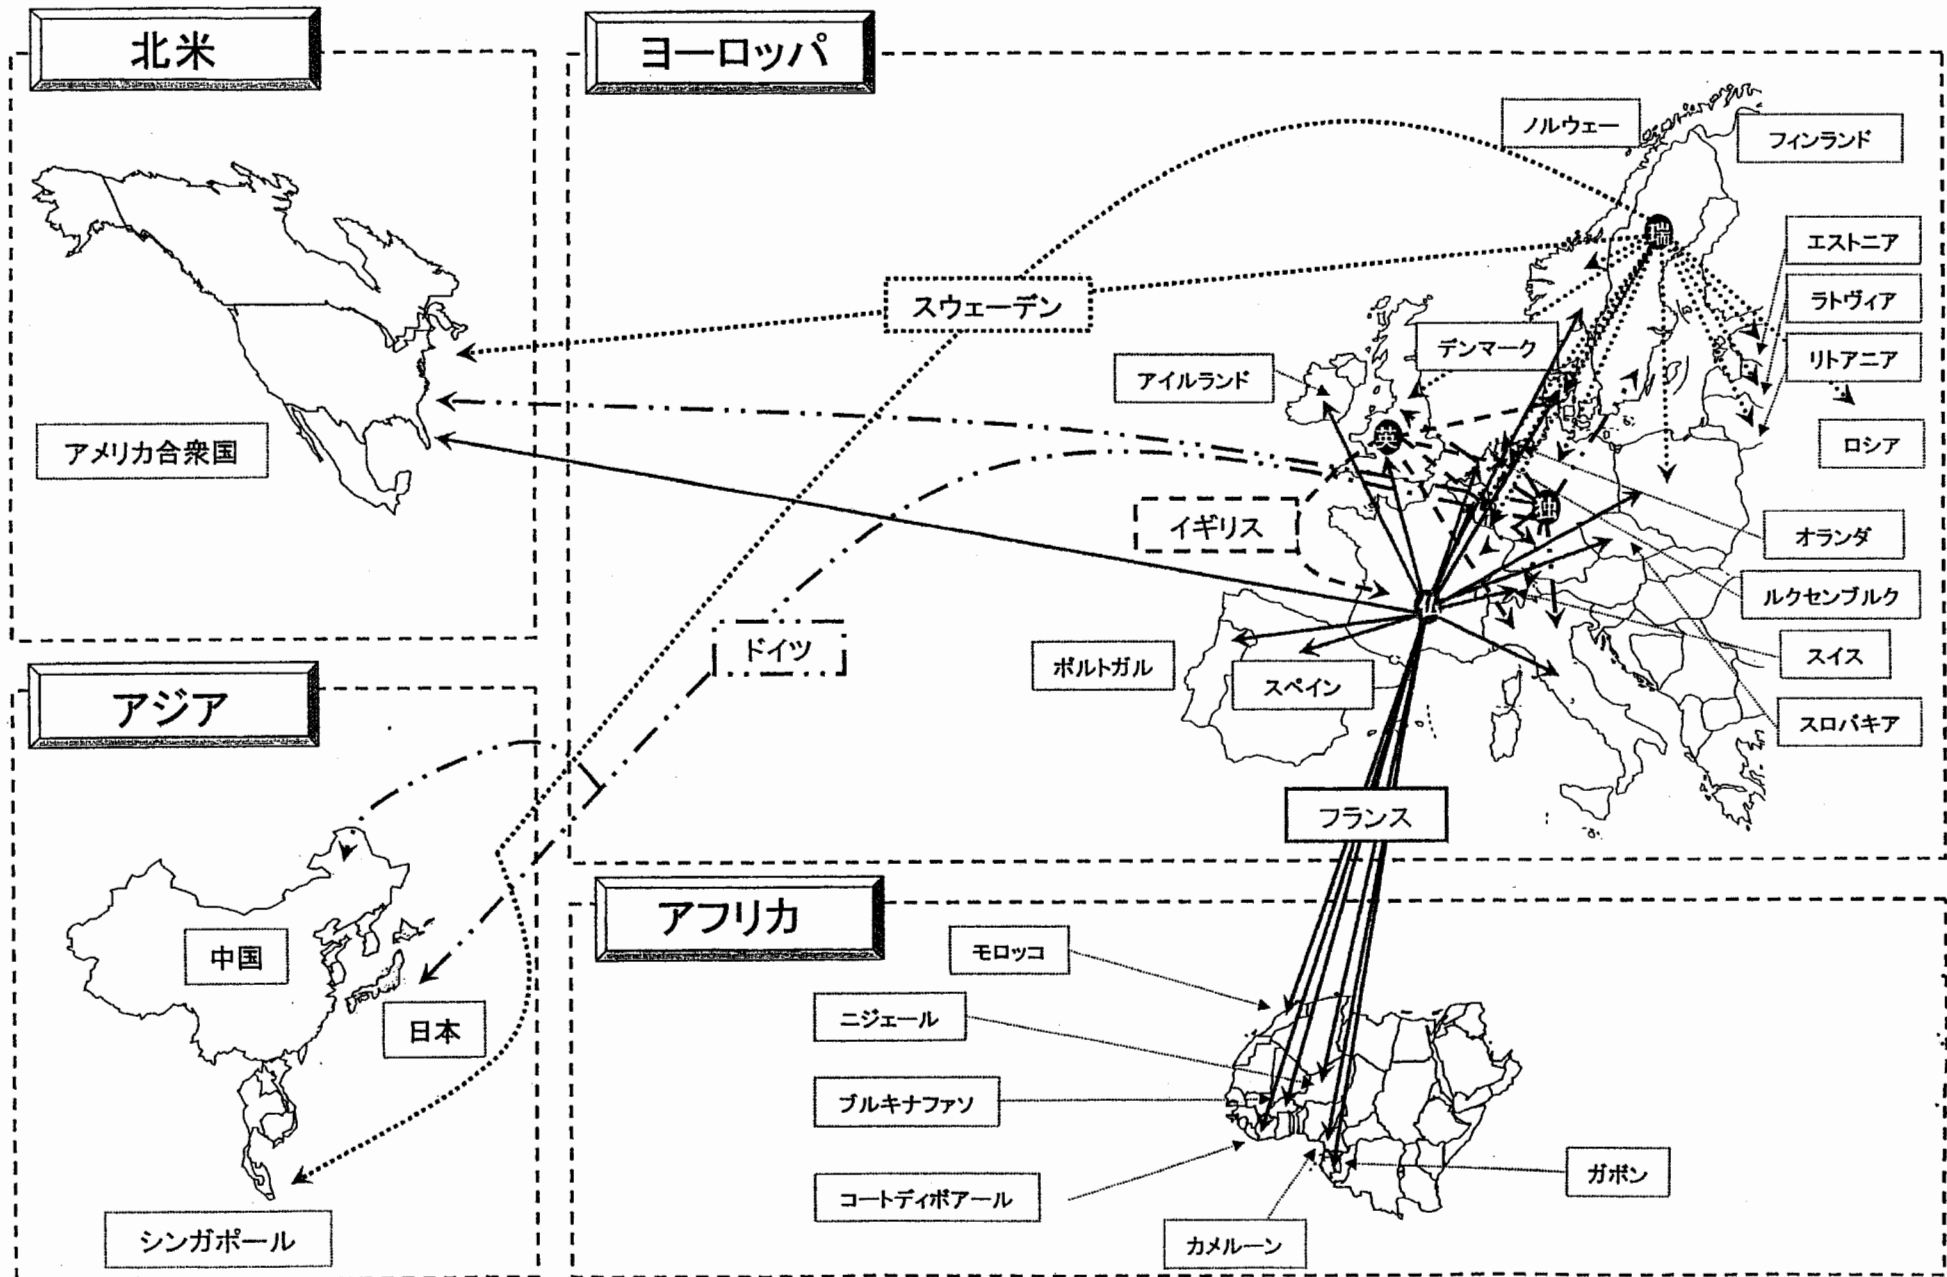 北米
ヨーロッパ
ノルウェー
フィンランド
瑞
エストニア
スウェーデン
ラトヴィア
デンマーク
リトアニア
アイルランド
英
ロシア
アメリカ合衆国
独
イギリス
オランダ
仏
ルクセンブルク
ドイツ
ポルトガル
スペイン
スイス
アジア
スロバキア
フランス
アフリカ
中国
モロッコ
日本
ニジェール
ブルキナファソ
ガボン
コートディボアール
シンガポール
カメルーン